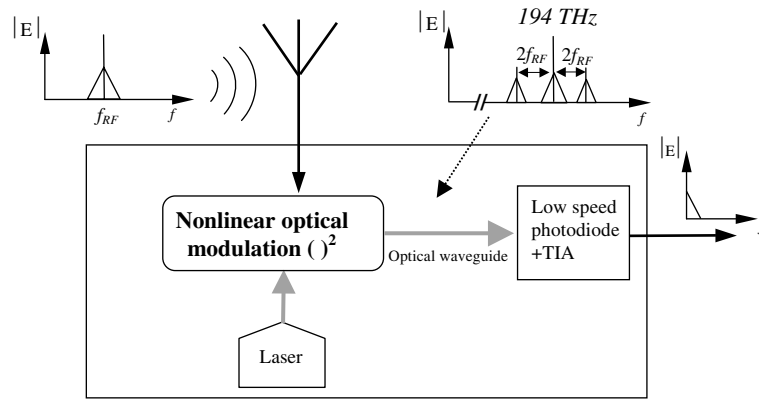 |E|
f_RF
f
194 THz
|E|
2f_RF 2f_RF
f
|E|
Nonlinear optical
modulation ( )²
Optical waveguide
Low speed
photodiode
+TIA
Laser